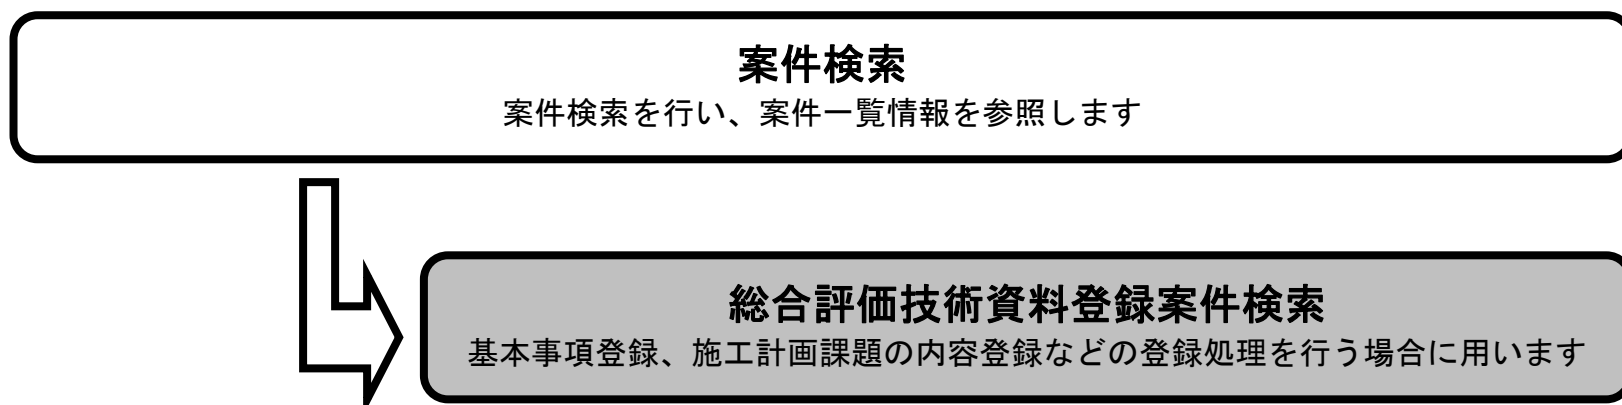 案件検索
案件検索を行い、案件一覧情報を参照します
総合評価技術資料登録案件検索
基本事項登録、施工計画課題の内容登録などの登録処理を行う場合に用います